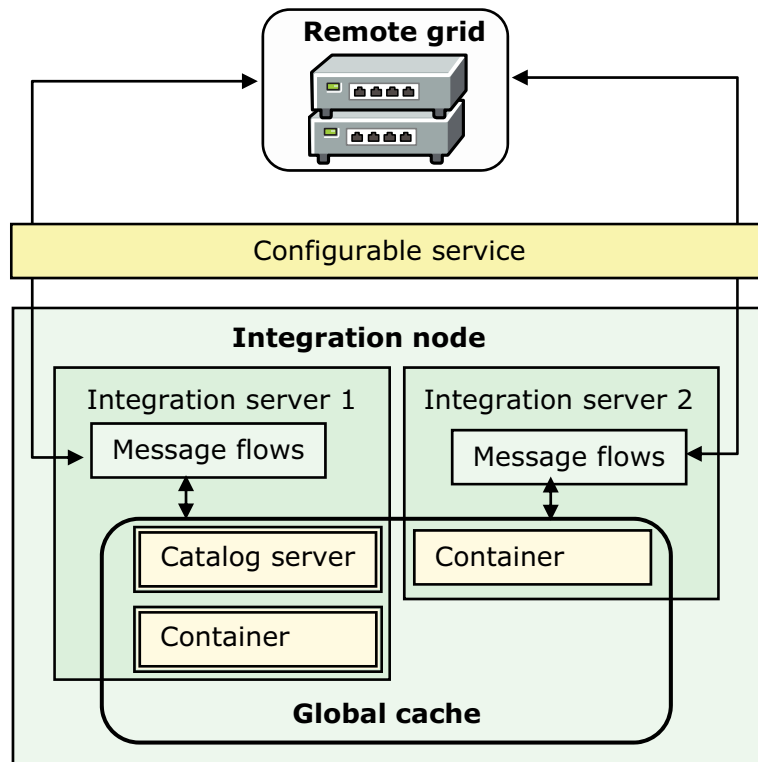 Remote grid
Configurable service
Integration node
Integration server 1
Integration server 2
Message flows
Message flows
Catalog server
Container
Container
Global cache